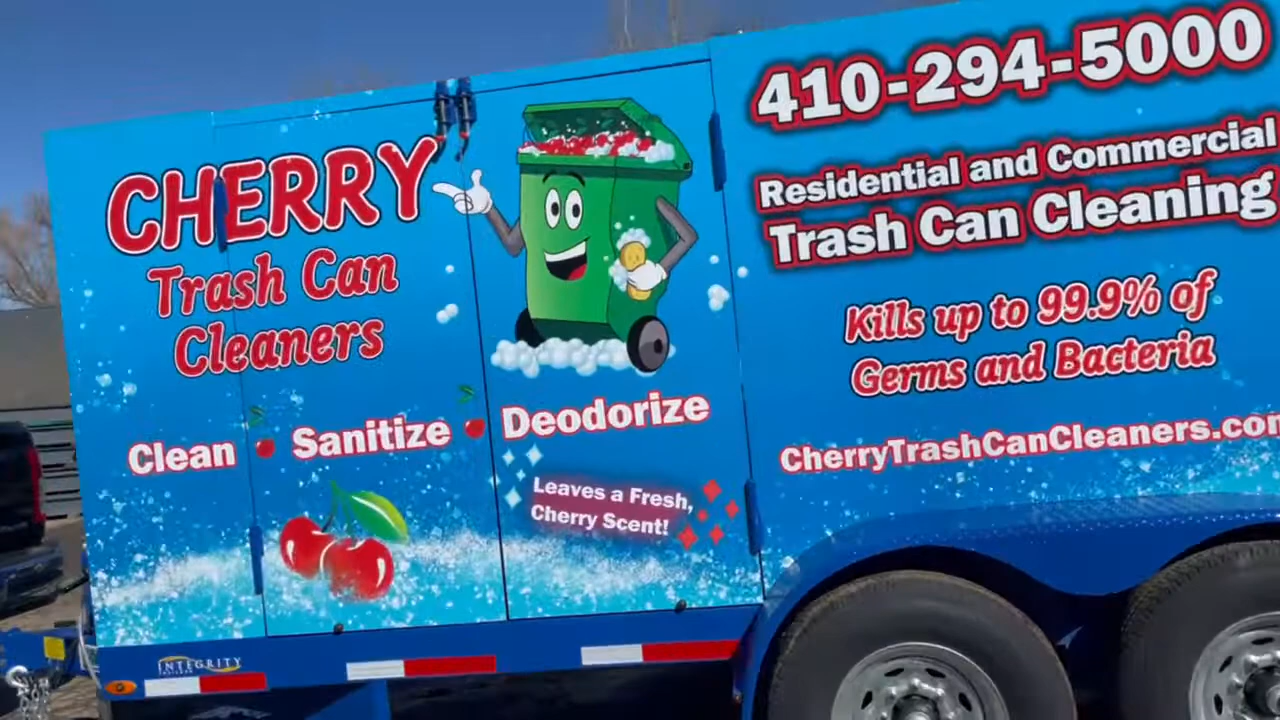 CHERRY
Trash Can
Cleaners
Clean Sanitize Deodorize
Leaves a Fresh,
Cherry Scent!
410-294-5000
Residential and Commercial
Trash Can Cleaning
Kills up to 99.9% of
Germs and Bacteria
CherryTrashCanCleaners.com
INTEGRITY